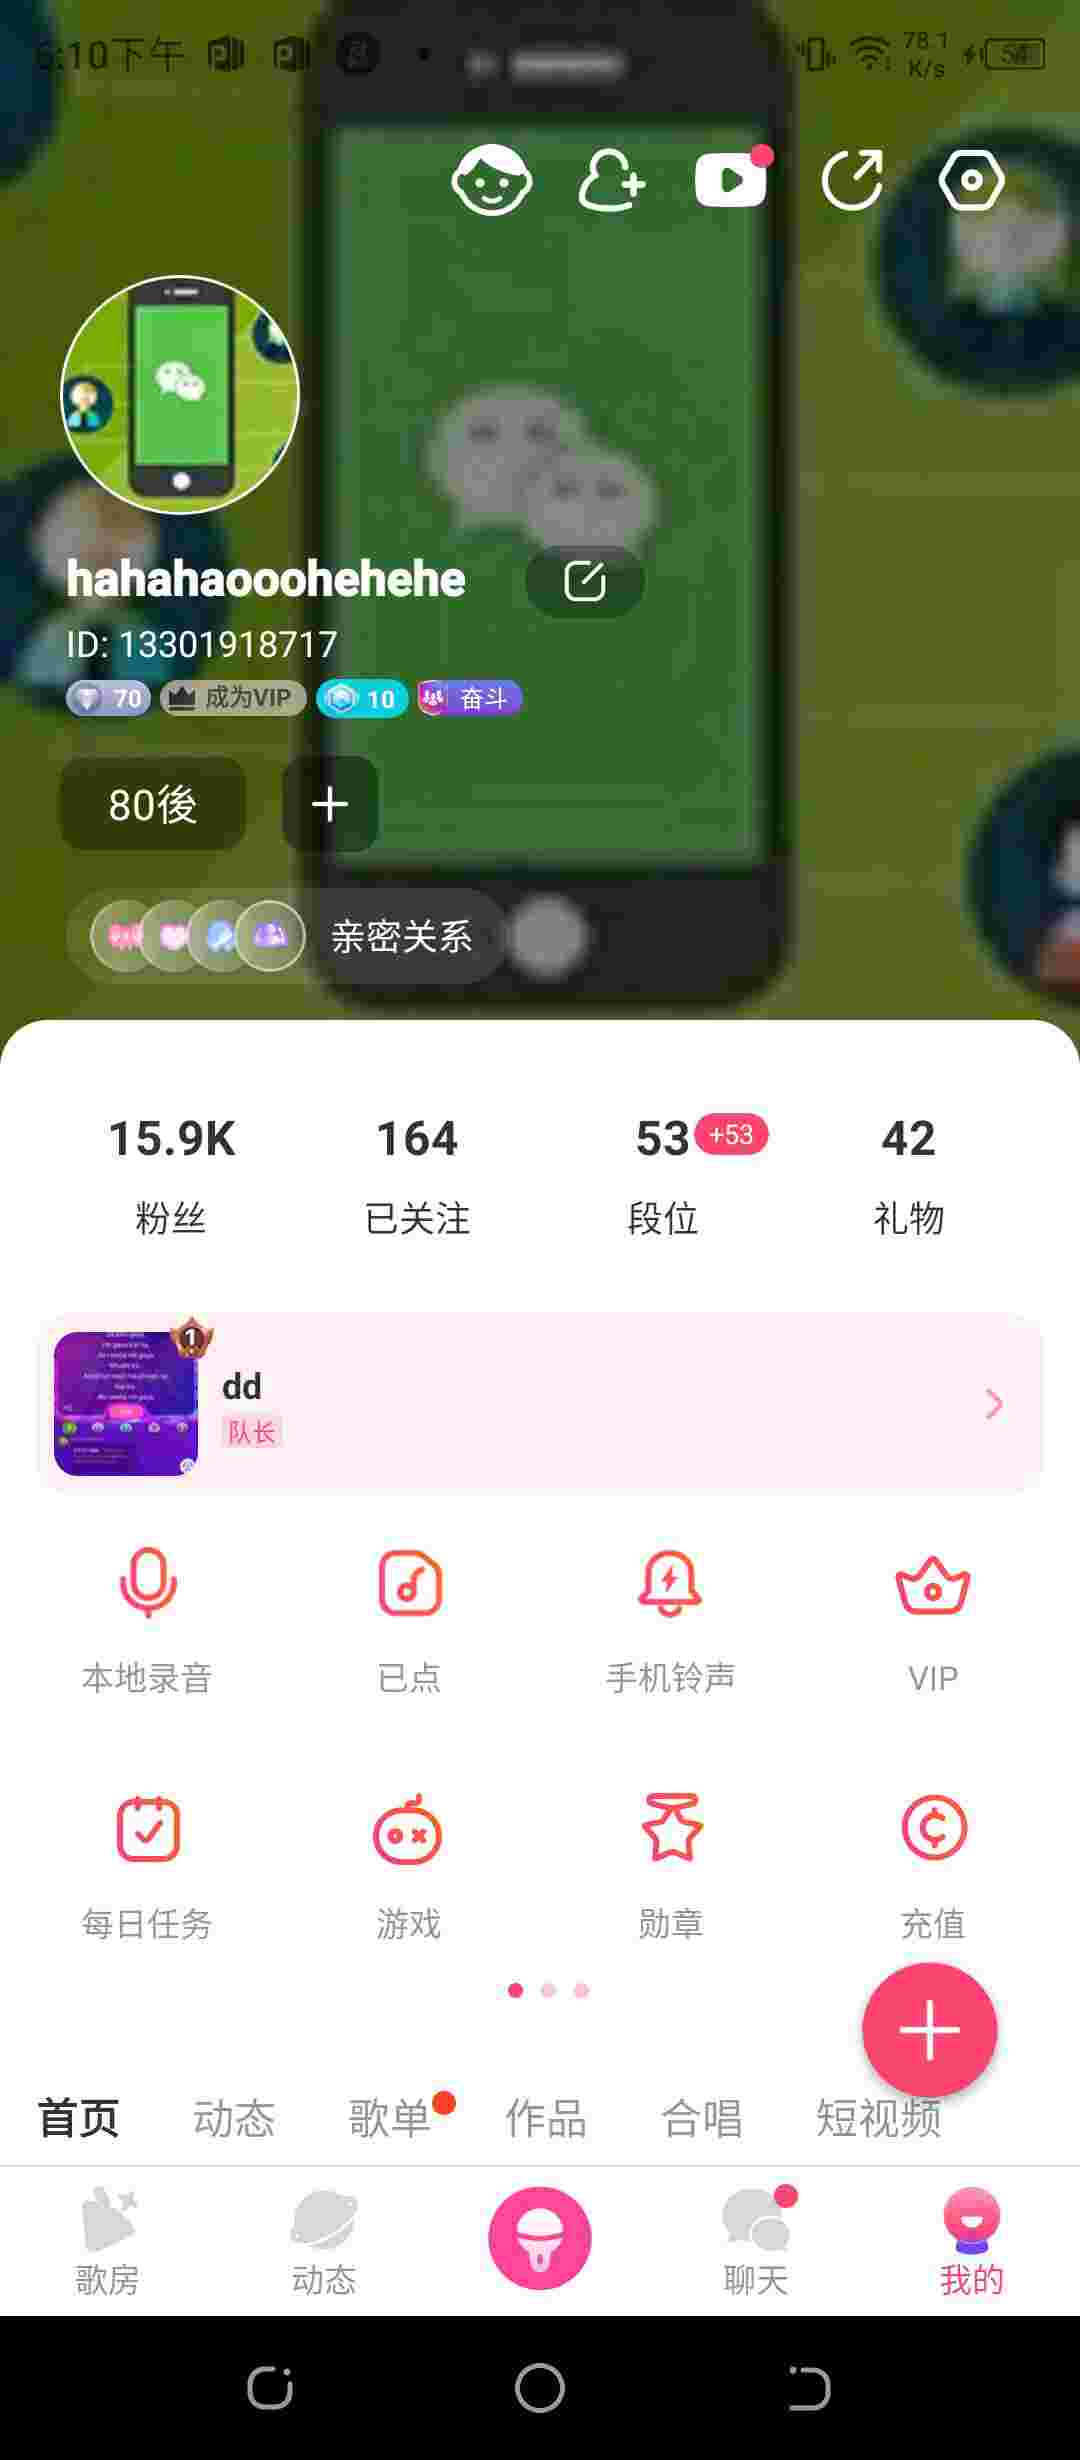 6:10下午
78.1
K/s
54
hahahaooohehehe
ID: 13301918717
70 成为VIP 10 奋斗
80後
亲密关系
15.9K 164 53 +53 42
粉丝 已关注 段位 礼物
1
dd
队长
本地录音 已点 手机铃声 VIP
每日任务 游戏 勋章 充值
首页 动态 歌单 作品 合唱 短视频
歌房 动态 聊天 我的